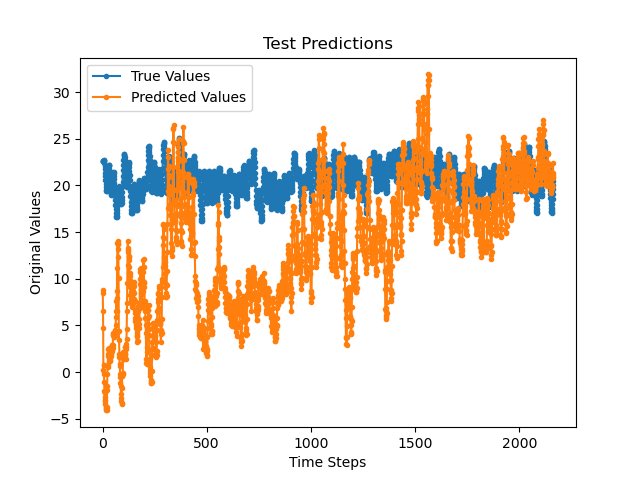 Test Predictions
True Values
Predicted Values
Original Values
30
25
20
15
10
5
0
−5
0
500
1000
1500
2000
Time Steps